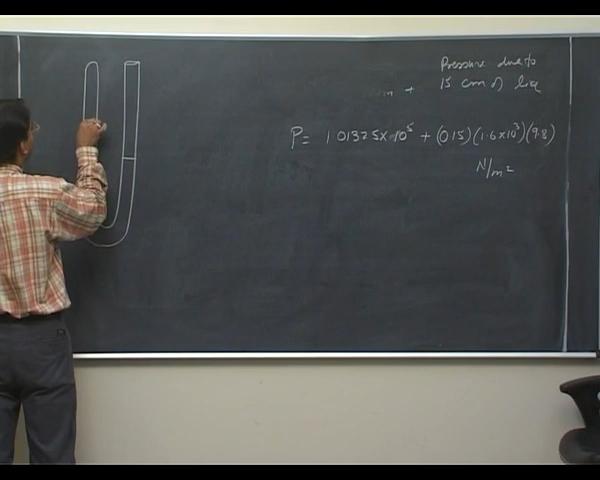 Pressure due to
+ 15 cm of liq
P = 1.01325×10⁵ + (0.15)(1.6×10³)(9.8)
N/m²